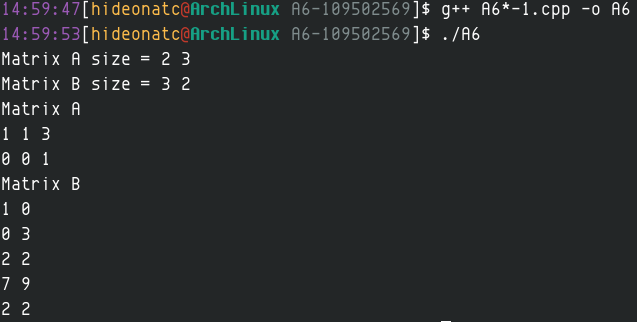 14:59:47[hideonatc@ArchLinux A6-109502569]$ g++ A6*-1.cpp -o A6
14:59:53[hideonatc@ArchLinux A6-109502569]$ ./A6
Matrix A size = 2 3
Matrix B size = 3 2
Matrix A
1 1 3
0 0 1
Matrix B
1 0
0 3
2 2
7 9
2 2